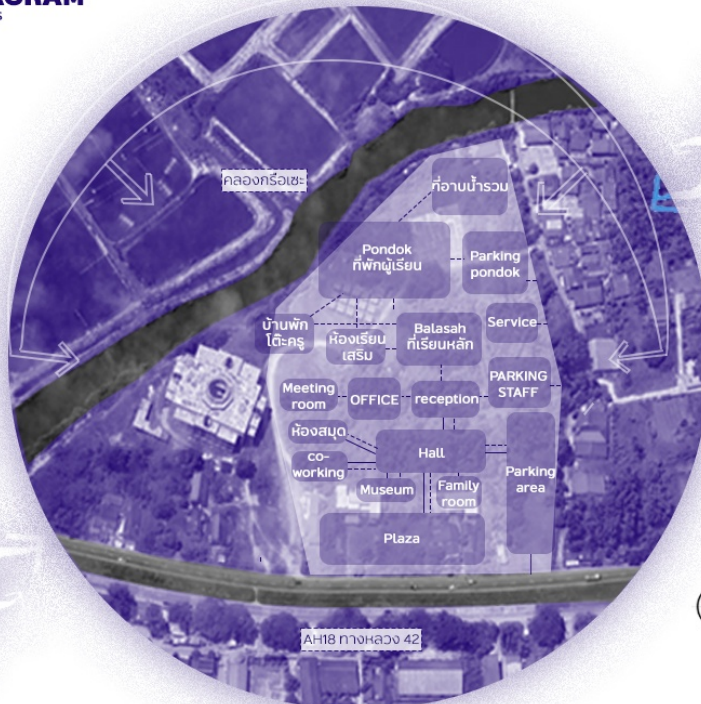 คลองกรือเซะ
ที่อาบน้ำรวม
Pondok
ที่พักผู้เรียน
Parking
pondok
บ้านพัก
โต๊ะครู
ห้องเรียน
เสริม
Balasah
ที่เรียนหลัก
Service
Meeting
room
OFFICE
reception
PARKING
STAFF
ห้องสมุด
co-
working
Hall
Parking
area
Museum
Family
room
Plaza
AH18 ทางหลวง 42